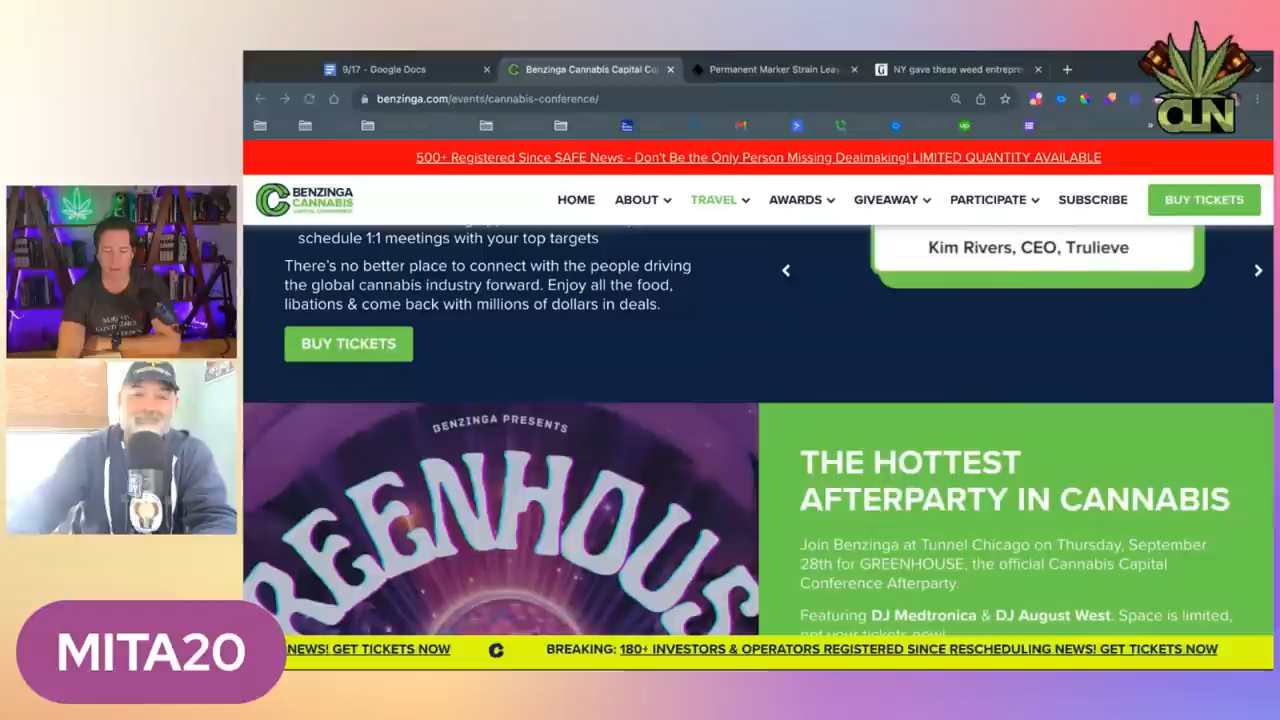 9/17 - Google Docs
Benzinga Cannabis Capital Co
Permanent Marker Strain Lea
NY gave these weed entrepre
benzinga.com/events/cannabis-conference/
CLN
500+ Registered Since SAFE News - Don't Be the Only Person Missing Dealmaking! LIMITED QUANTITY AVAILABLE
BENZINGA
CANNABIS
HOME
ABOUT
TRAVEL
AWARDS
GIVEAWAY
PARTICIPATE
SUBSCRIBE
BUY TICKETS
schedule 1:1 meetings with your top targets
There's no better place to connect with the people driving
the global cannabis industry forward. Enjoy all the food,
libations & come back with millions of dollars in deals.
BUY TICKETS
Kim Rivers, CEO, Trulieve
BENZINGA PRESENTS
REENHOUS
THE HOTTEST
AFTERPARTY IN CANNABIS
Join Benzinga at Tunnel Chicago on Thursday, September
28th for GREENHOUSE, the official Cannabis Capital
Conference Afterparty.
Featuring DJ Medtronica & DJ August West. Space is limited,
get your tickets now!
NEWS! GET TICKETS NOW
BREAKING: 180+ INVESTORS & OPERATORS REGISTERED SINCE RESCHEDULING NEWS! GET TICKETS NOW
MITA20